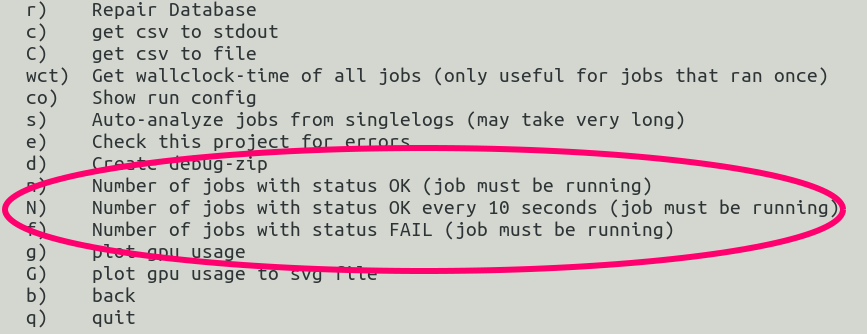 r) Repair Database
c) get csv to stdout
C) get csv to file
wct) Get wallclock-time of all jobs (only useful for jobs that ran once)
co) Show run config
s) Auto-analyze jobs from singlelogs (may take very long)
e) Check this project for errors
d) Create debug-zip
n) Number of jobs with status OK (job must be running)
N) Number of jobs with status OK every 10 seconds (job must be running)
f) Number of jobs with status FAIL (job must be running)
g) plot gpu usage
G) plot gpu usage to svg file
b) back
q) quit